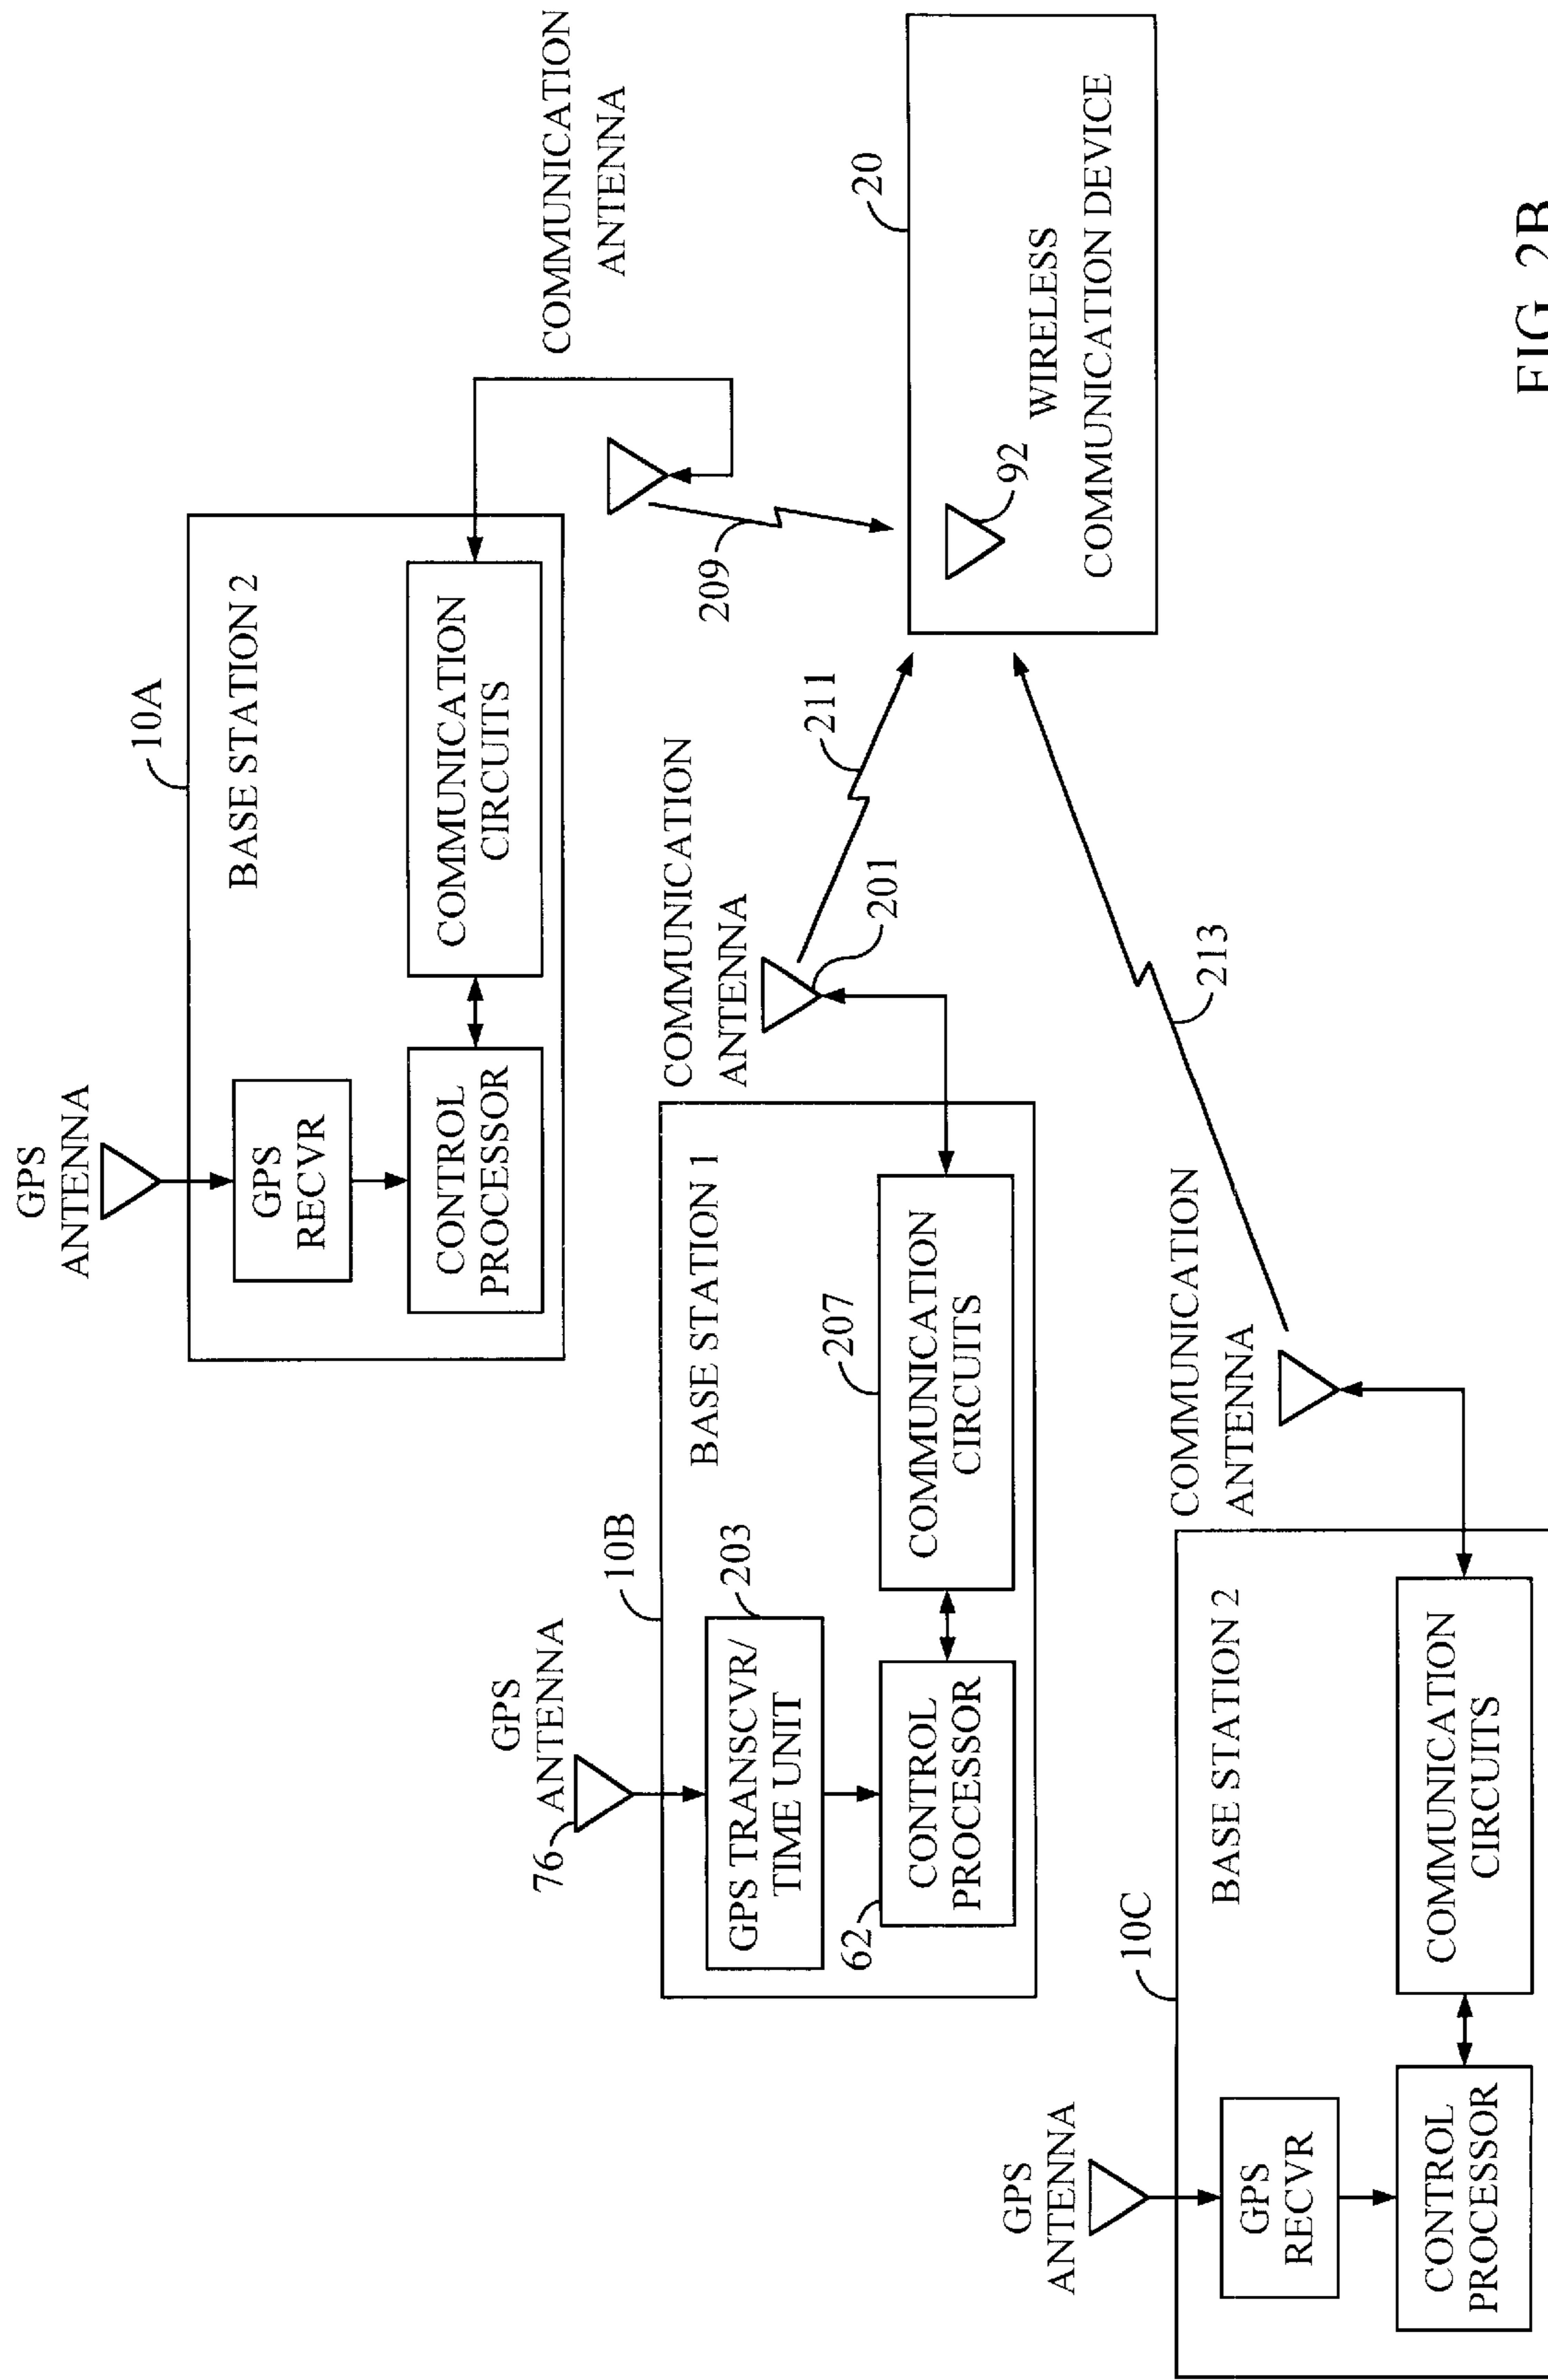 GPS
ANTENNA
10A
BASE STATION 2
GPS
RECVR
CONTROL
PROCESSOR
COMMUNICATION
CIRCUITS
COMMUNICATION
ANTENNA
209
GPS
ANTENNA
76
10B
BASE STATION 1
GPS TRANSCVR/
TIME UNIT
203
62
CONTROL
PROCESSOR
207
COMMUNICATION
CIRCUITS
COMMUNICATION
ANTENNA
201
211
20
92
WIRELESS
COMMUNICATION DEVICE
GPS
ANTENNA
10C
BASE STATION 2
GPS
RECVR
CONTROL
PROCESSOR
COMMUNICATION
CIRCUITS
COMMUNICATION
ANTENNA
213
FIG. 2B